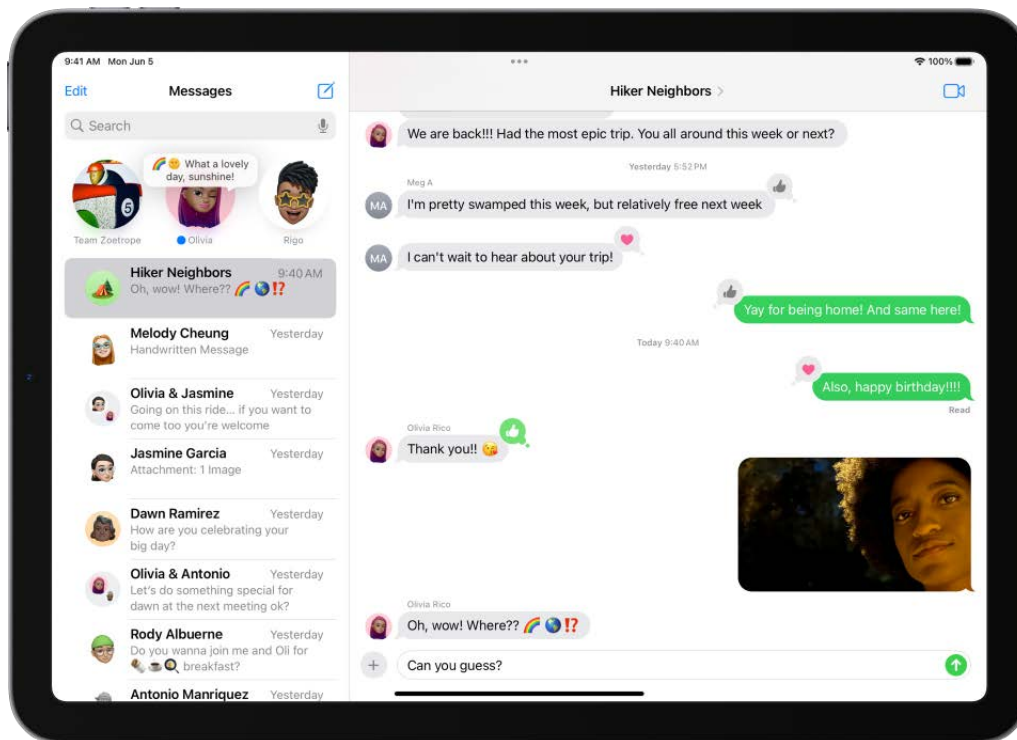 9:41 AM Mon Jun 5
100%
Edit
Messages
Search
🌈🌞 What a lovely
day, sunshine!
5
Team Zoetrope
Olivia
Rigo
Hiker Neighbors 9:40 AM
Oh, wow! Where?? 🌈🌎⁉️
Melody Cheung Yesterday
Handwritten Message
Olivia & Jasmine Yesterday
Going on this ride... if you want to
come too you're welcome
Jasmine Garcia Yesterday
Attachment: 1 Image
Dawn Ramirez Yesterday
How are you celebrating your
big day?
Olivia & Antonio Yesterday
Let's do something special for
dawn at the next meeting ok?
Rody Albuerne Yesterday
Do you wanna join me and Oli for
🌯☕🍳 breakfast?
Antonio Manriquez Yesterday
Hiker Neighbors >
We are back!!! Had the most epic trip. You all around this week or next?
Yesterday 5:52 PM
Meg A
MA
I'm pretty swamped this week, but relatively free next week
MA
I can't wait to hear about your trip!
Yay for being home! And same here!
Today 9:40 AM
Also, happy birthday!!!!
Read
Olivia Rico
Thank you!! 😘
Olivia Rico
Oh, wow! Where?? 🌈🌎⁉️
Can you guess?